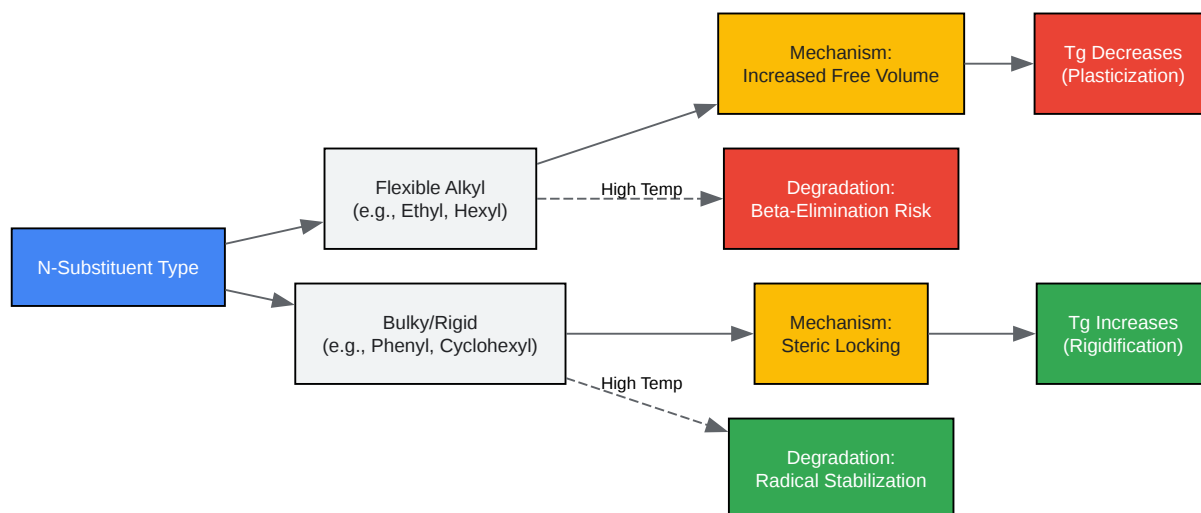 N-Substituent Type
Flexible Alkyl
(e.g., Ethyl, Hexyl)
Mechanism:
Increased Free Volume
Tg Decreases
(Plasticization)
High Temp
Degradation:
Beta-Elimination Risk
Bulky/Rigid
(e.g., Phenyl, Cyclohexyl)
Mechanism:
Steric Locking
Tg Increases
(Rigidification)
High Temp
Degradation:
Radical Stabilization